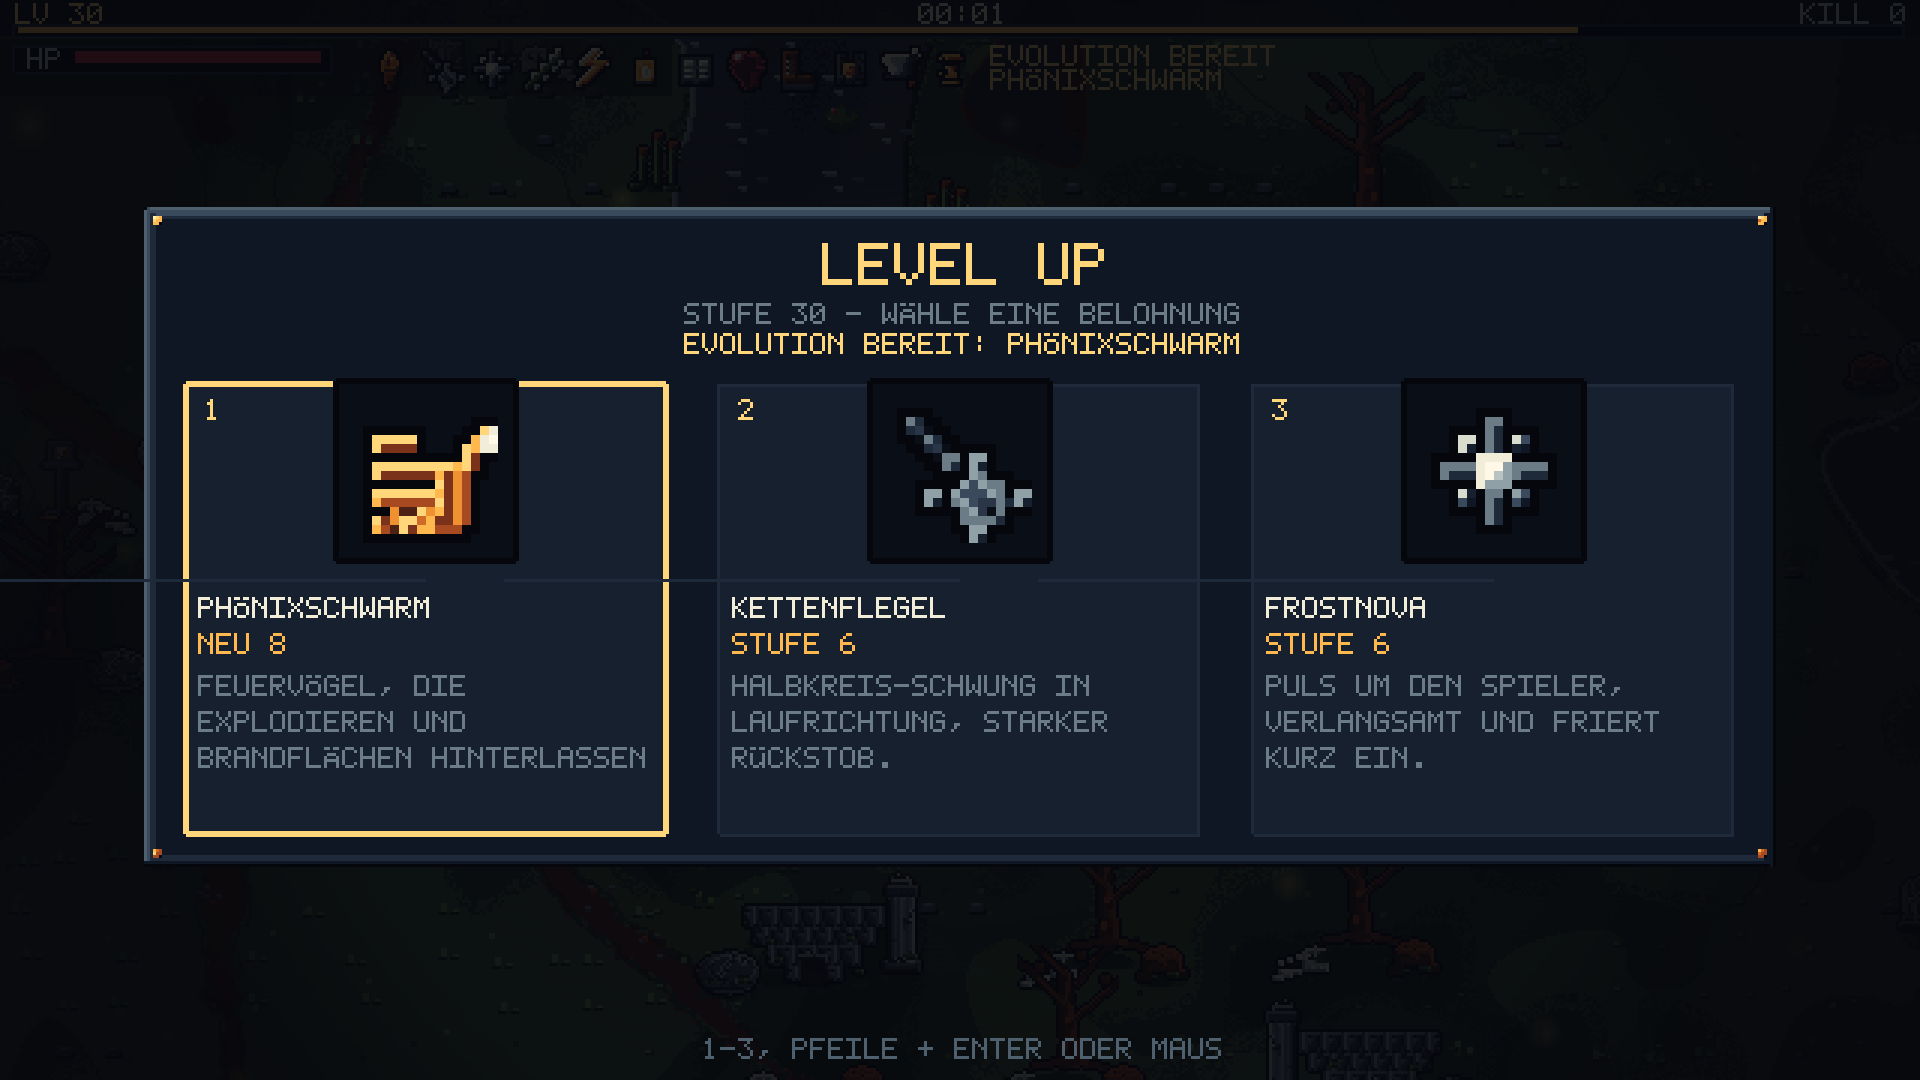 LV 30
00:01
KILL 0
HP
EVOLUTION BEREIT
PHöNIXSCHWARM
LEVEL UP
STUFE 30 - WäHLE EINE BELOHNUNG
EVOLUTION BEREIT: PHöNIXSCHWARM
1
PHöNIXSCHWARM
NEU 8
FEUERVöGEL, DIE
EXPLODIEREN UND
BRANDFLäCHEN HINTERLASSEN
2
KETTENFLEGEL
STUFE 6
HALBKREIS-SCHWUNG IN
LAUFRICHTUNG, STARKER
RüCKSTOB.
3
FROSTNOVA
STUFE 6
PULS UM DEN SPIELER,
VERLANGSAMT UND FRIERT
KURZ EIN.
1-3, PFEILE + ENTER ODER MAUS